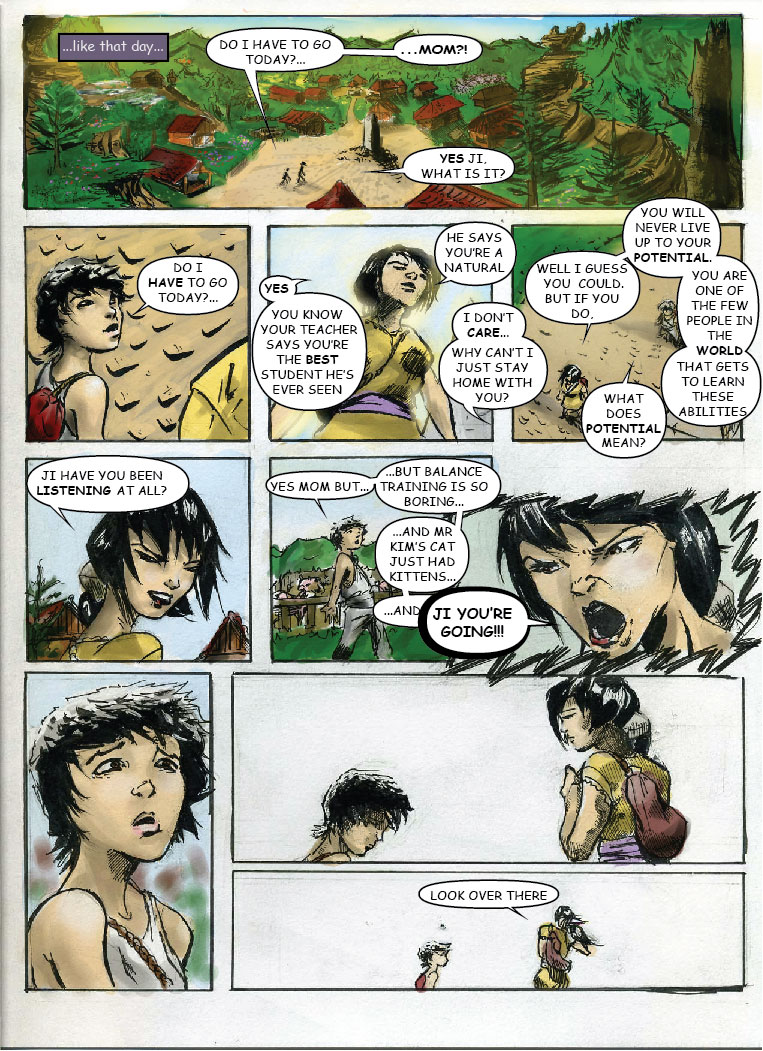 ...like that day...
DO I HAVE TO GO
TODAY?...
...MOM?!
YES JI,
WHAT IS IT?
DO I
HAVE TO GO
TODAY?...
YES
YOU KNOW
YOUR TEACHER
SAYS YOU'RE
THE BEST
STUDENT HE'S
EVER SEEN
HE SAYS
YOU'RE A
NATURAL
I DON'T
CARE...
WHY CAN'T I
JUST STAY
HOME WITH
YOU?
WELL I GUESS
YOU COULD.
BUT IF YOU
DO,
YOU WILL
NEVER LIVE
UP TO YOUR
POTENTIAL.
YOU ARE
ONE OF
THE FEW
PEOPLE IN
THE
WORLD
THAT GETS
TO LEARN
THESE
ABILITIES
WHAT
DOES
POTENTIAL
MEAN?
JI HAVE YOU BEEN
LISTENING AT ALL?
YES MOM BUT...
...BUT BALANCE
TRAINING IS SO
BORING...
...AND MR
KIM'S CAT
JUST HAD
KITTENS...
...AND
JI YOU'RE
GOING!!!
LOOK OVER THERE